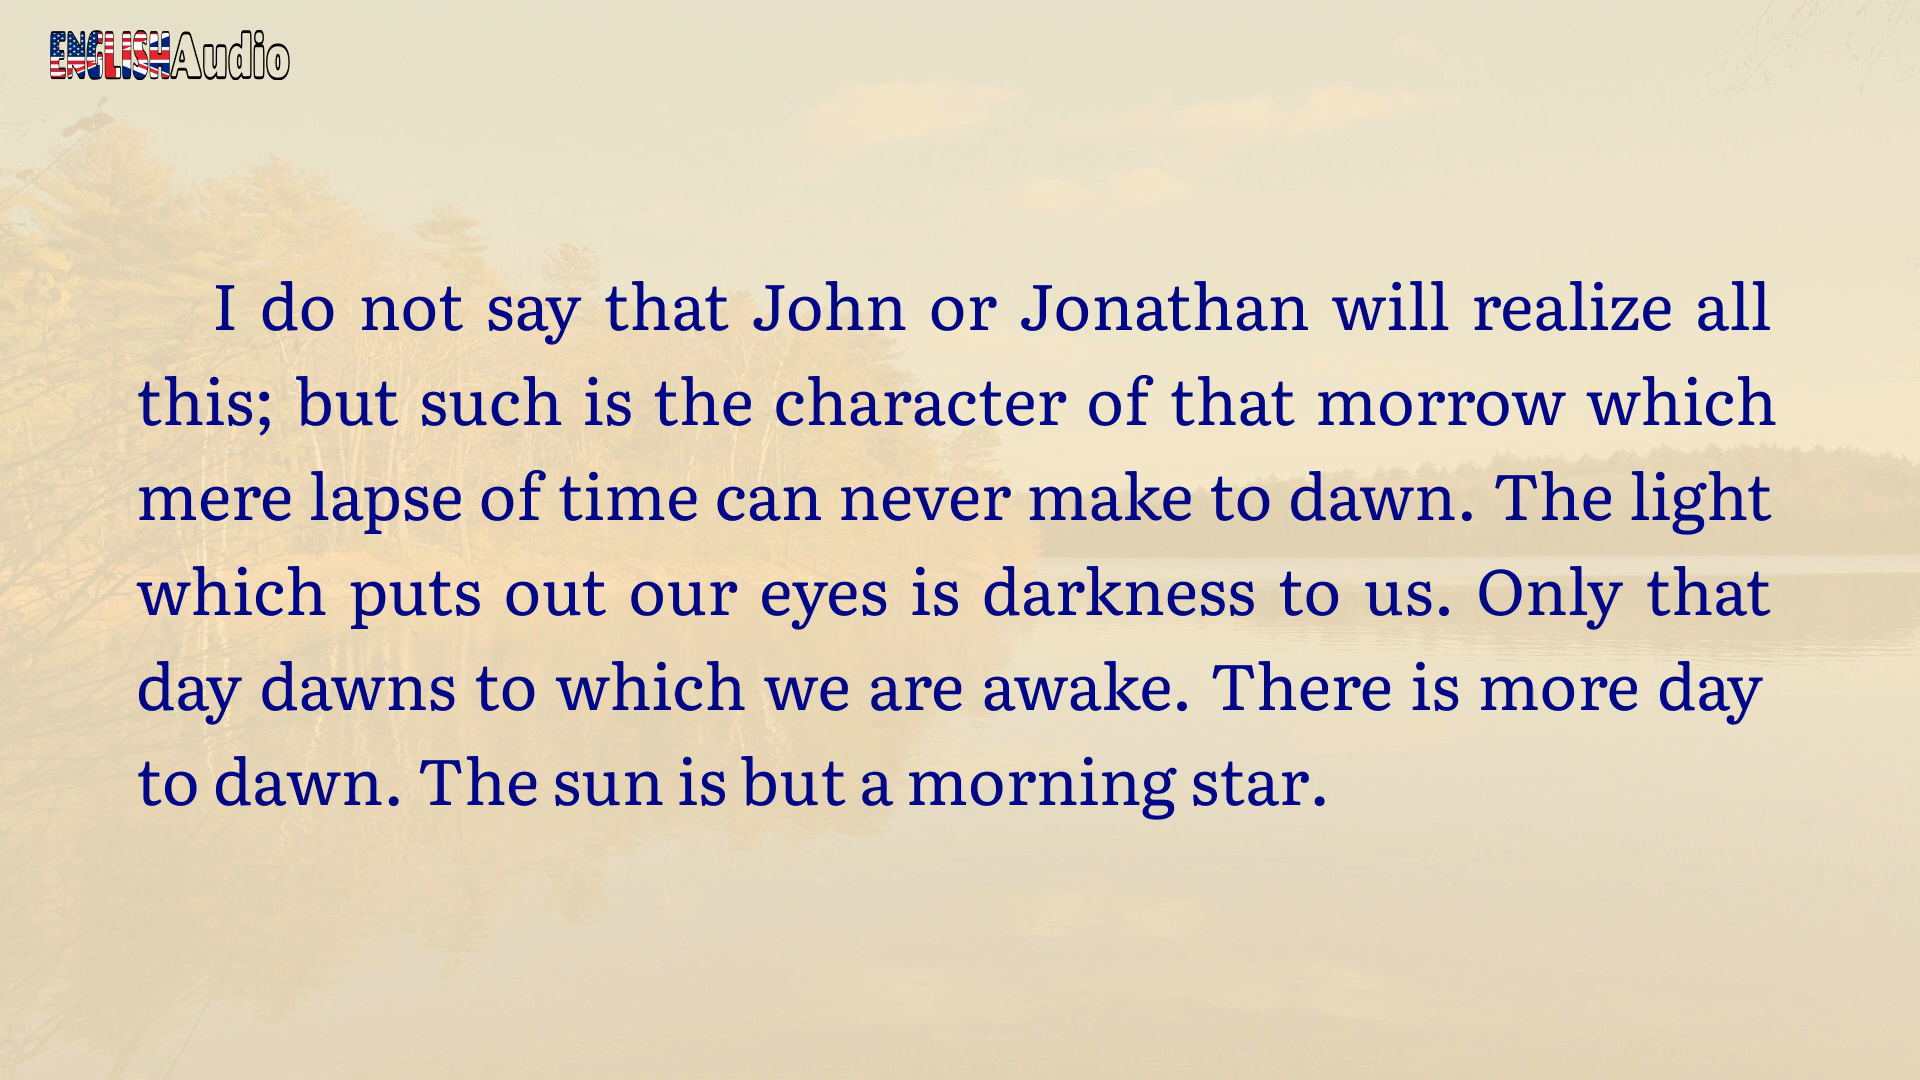 ENGLISHAudio
I do not say that John or Jonathan will realize all
this; but such is the character of that morrow which
mere lapse of time can never make to dawn. The light
which puts out our eyes is darkness to us. Only that
day dawns to which we are awake. There is more day
to dawn. The sun is but a morning star.